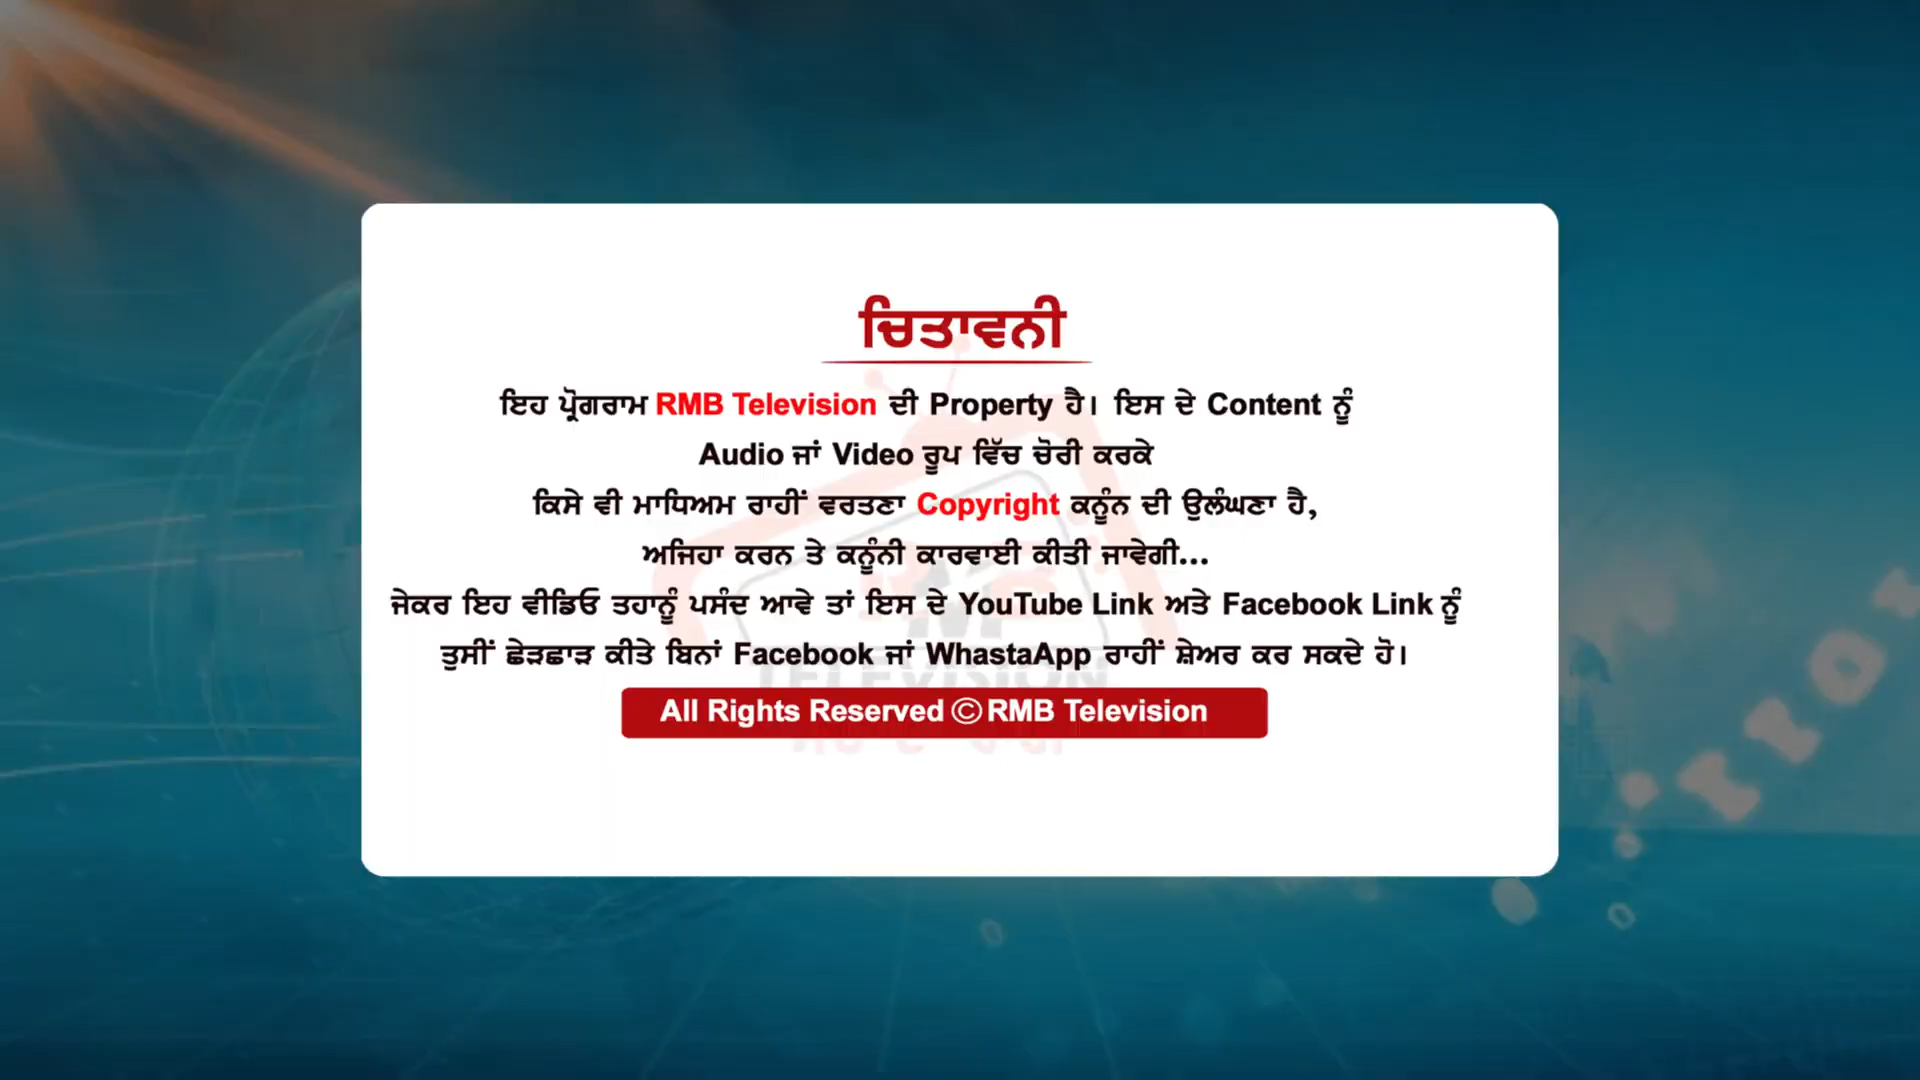 ਚਿਤਾਵਨੀ
ਇਹ ਪ੍ਰੋਗਰਾਮ RMB Television ਦੀ Property ਹੈ। ਇਸ ਦੇ Content ਨੂੰ
Audio ਜਾਂ Video ਰੂਪ ਵਿੱਚ ਚੋਰੀ ਕਰਕੇ
ਕਿਸੇ ਵੀ ਮਾਧਿਅਮ ਰਾਹੀਂ ਵਰਤਣਾ Copyright ਕਨੂੰਨ ਦੀ ਉਲੰਘਣਾ ਹੈ,
ਅਜਿਹਾ ਕਰਨ ਤੇ ਕਨੂੰਨੀ ਕਾਰਵਾਈ ਕੀਤੀ ਜਾਵੇਗੀ...
ਜੇਕਰ ਇਹ ਵੀਡਿਓ ਤਹਾਨੂੰ ਪਸੰਦ ਆਵੇ ਤਾਂ ਇਸ ਦੇ YouTube Link ਅਤੇ Facebook Link ਨੂੰ
ਤੁਸੀਂ ਛੇੜਛਾੜ ਕੀਤੇ ਬਿਨਾਂ Facebook ਜਾਂ WhastaApp ਰਾਹੀਂ ਸ਼ੇਅਰ ਕਰ ਸਕਦੇ ਹੋ।
TELEVISION
All Rights Reserved © RMB Television